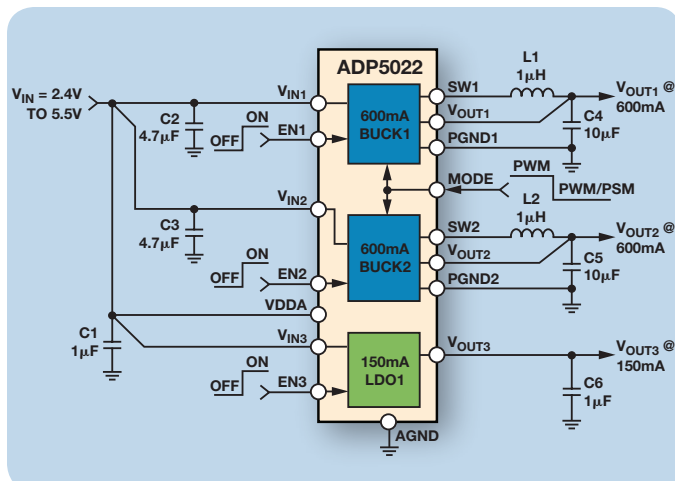 ADP5022
VIN = 2.4V
TO 5.5V
C2
4.7µF
ON
OFF
EN1
VIN1
600mA
BUCK1
SW1
L1
1µH
VOUT1 @
600mA
VOUT1
C4
10µF
PGND1
MODE
PWM
PWM/PSM
VIN2
C3
4.7µF
600mA
BUCK2
SW2
L2
1µH
VOUT2 @
600mA
VOUT2
C5
10µF
PGND2
ON
OFF
EN2
VDDA
C1
1µF
VIN3
ON
OFF
EN3
150mA
LDO1
VOUT3
VOUT3 @
150mA
C6
1µF
AGND